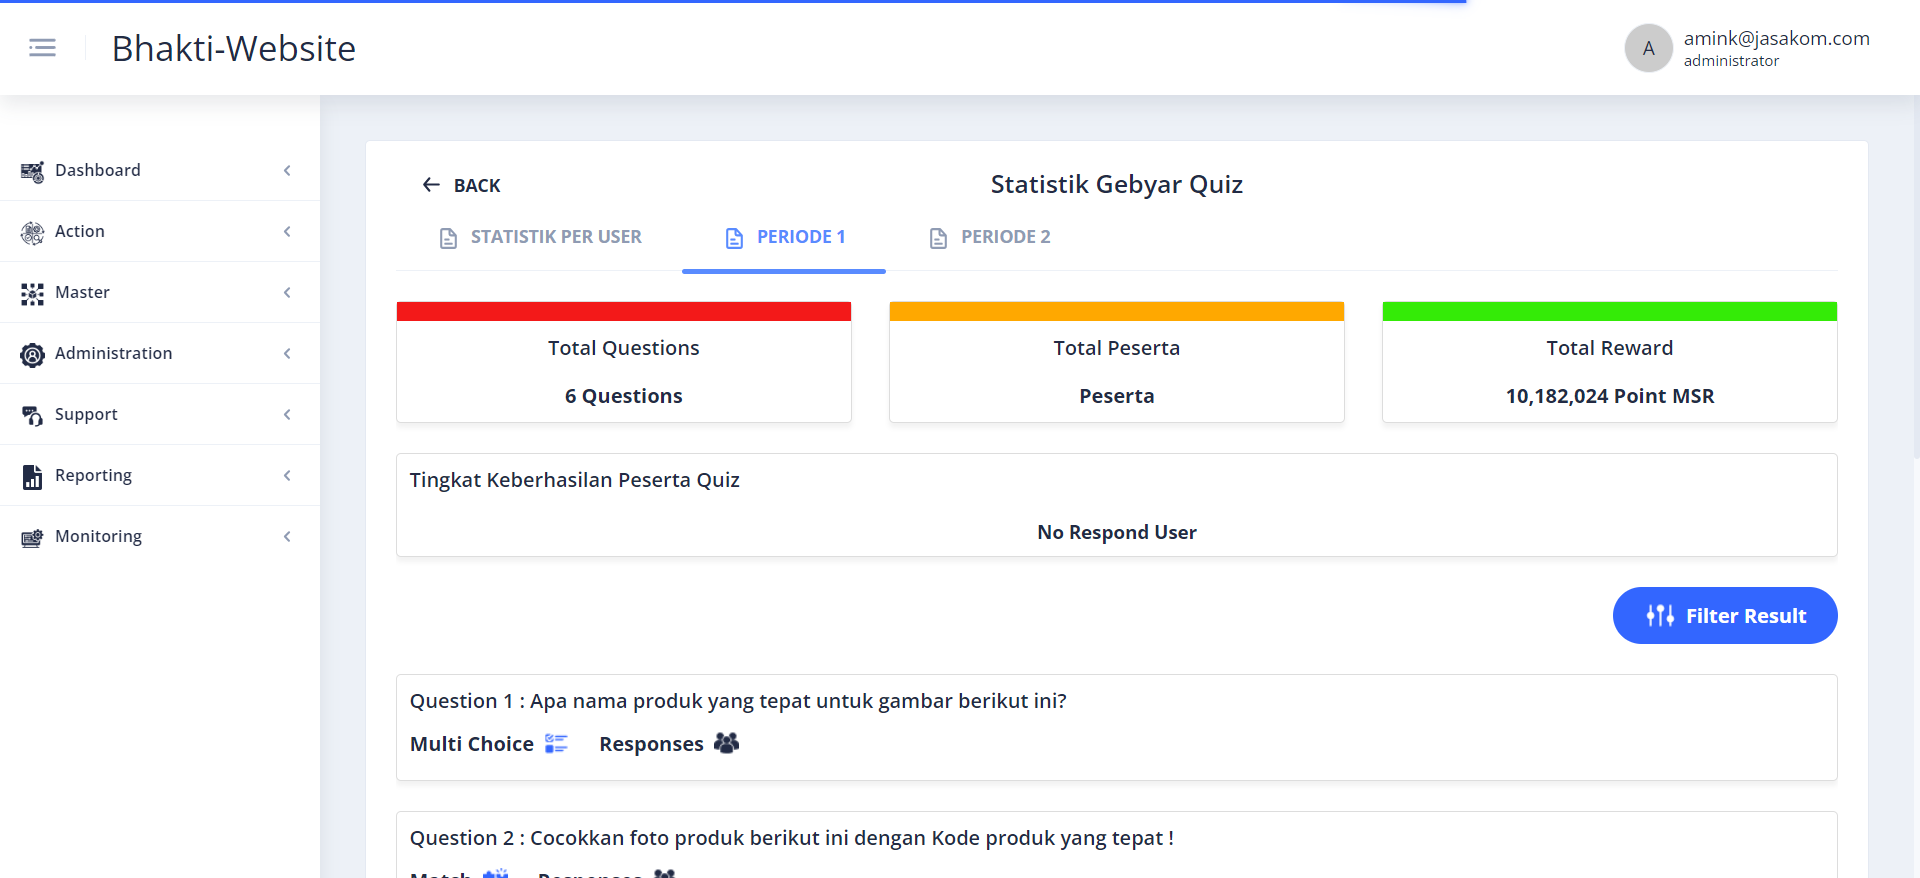 Bhakti-Website
A
amink@jasakom.com
administrator
Dashboard
Action
Master
Administration
Support
Reporting
Monitoring
BACK
Statistik Gebyar Quiz
STATISTIK PER USER
PERIODE 1
PERIODE 2
Total Questions
6 Questions
Total Peserta
Peserta
Total Reward
10,182,024 Point MSR
Tingkat Keberhasilan Peserta Quiz
No Respond User
Filter Result
Question 1 : Apa nama produk yang tepat untuk gambar berikut ini?
Multi Choice
Responses
Question 2 : Cocokkan foto produk berikut ini dengan Kode produk yang tepat !
Match
Responses